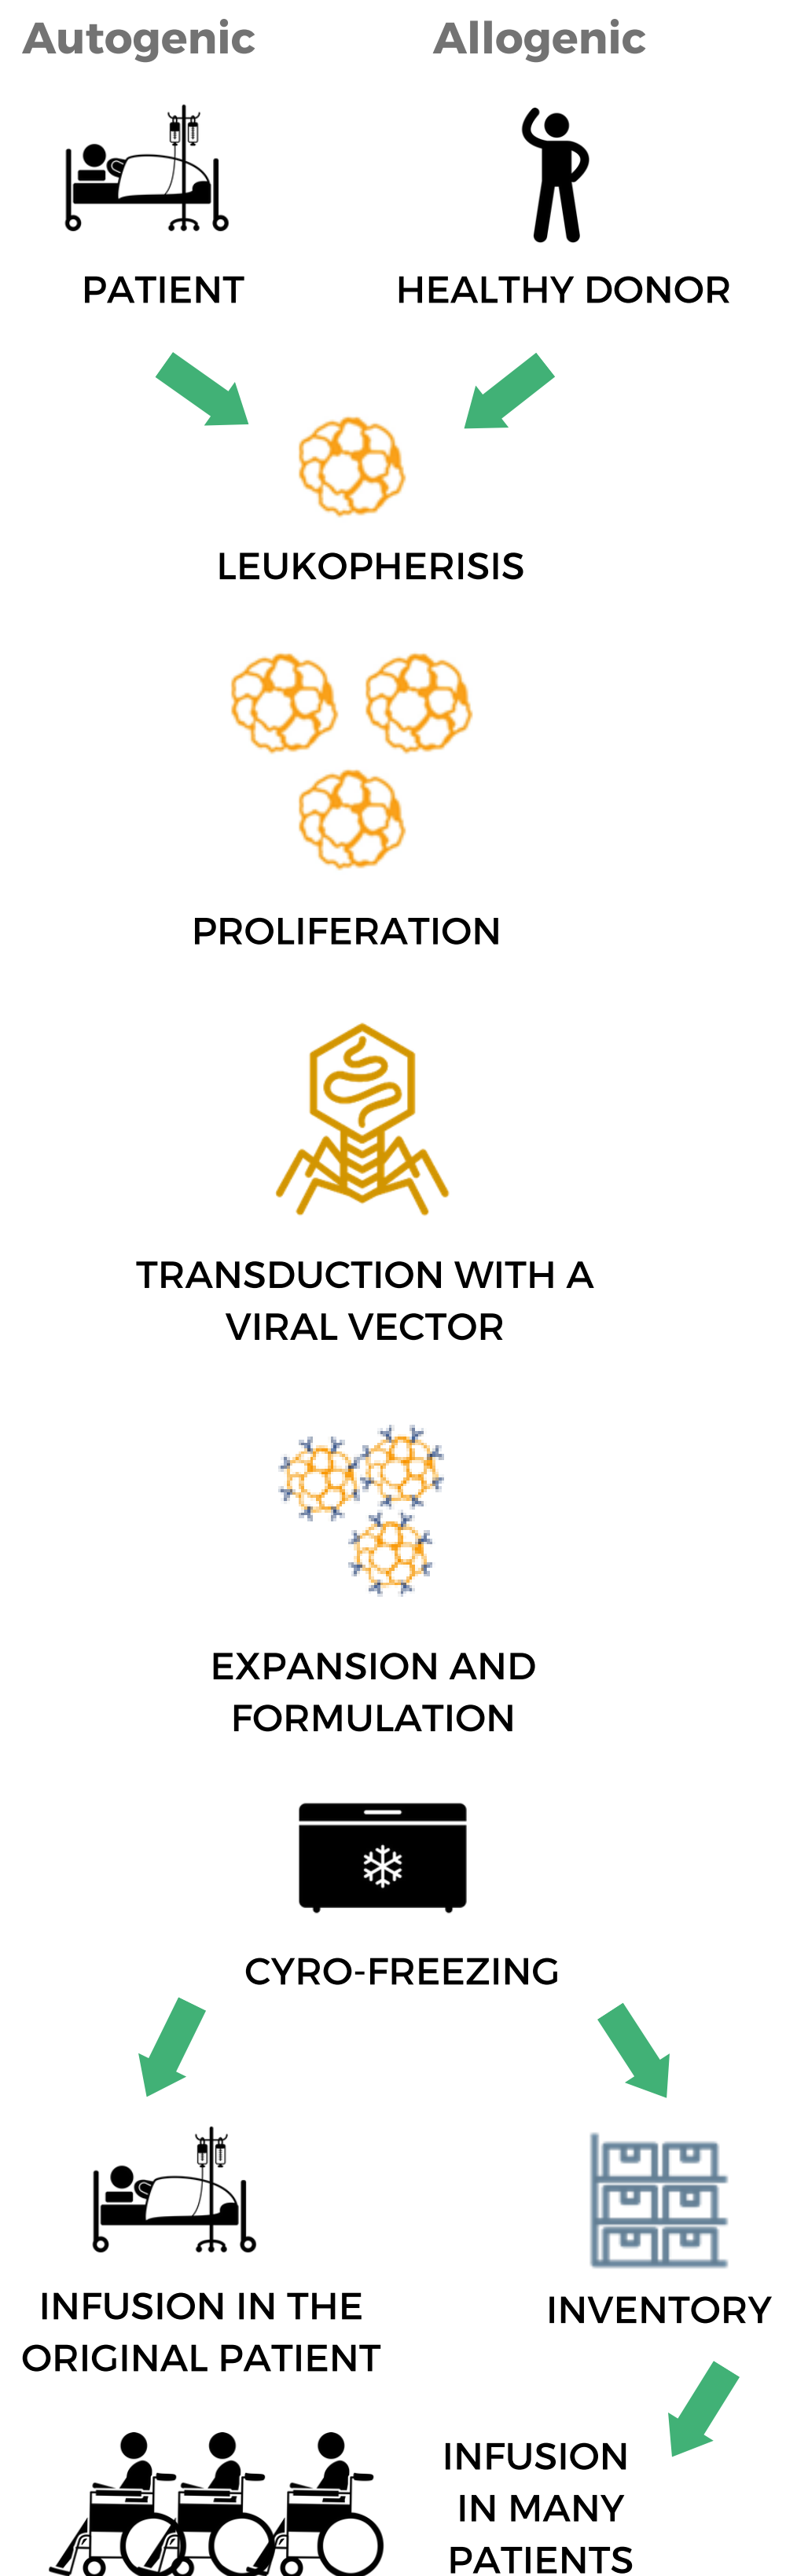 Autogenic
Allogenic
PATIENT
HEALTHY DONOR
LEUKOPHERISIS
PROLIFERATION
TRANSDUCTION WITH A
VIRAL VECTOR
EXPANSION AND
FORMULATION
CYRO-FREEZING
INFUSION IN THE
ORIGINAL PATIENT
INVENTORY
INFUSION
IN MANY
PATIENTS